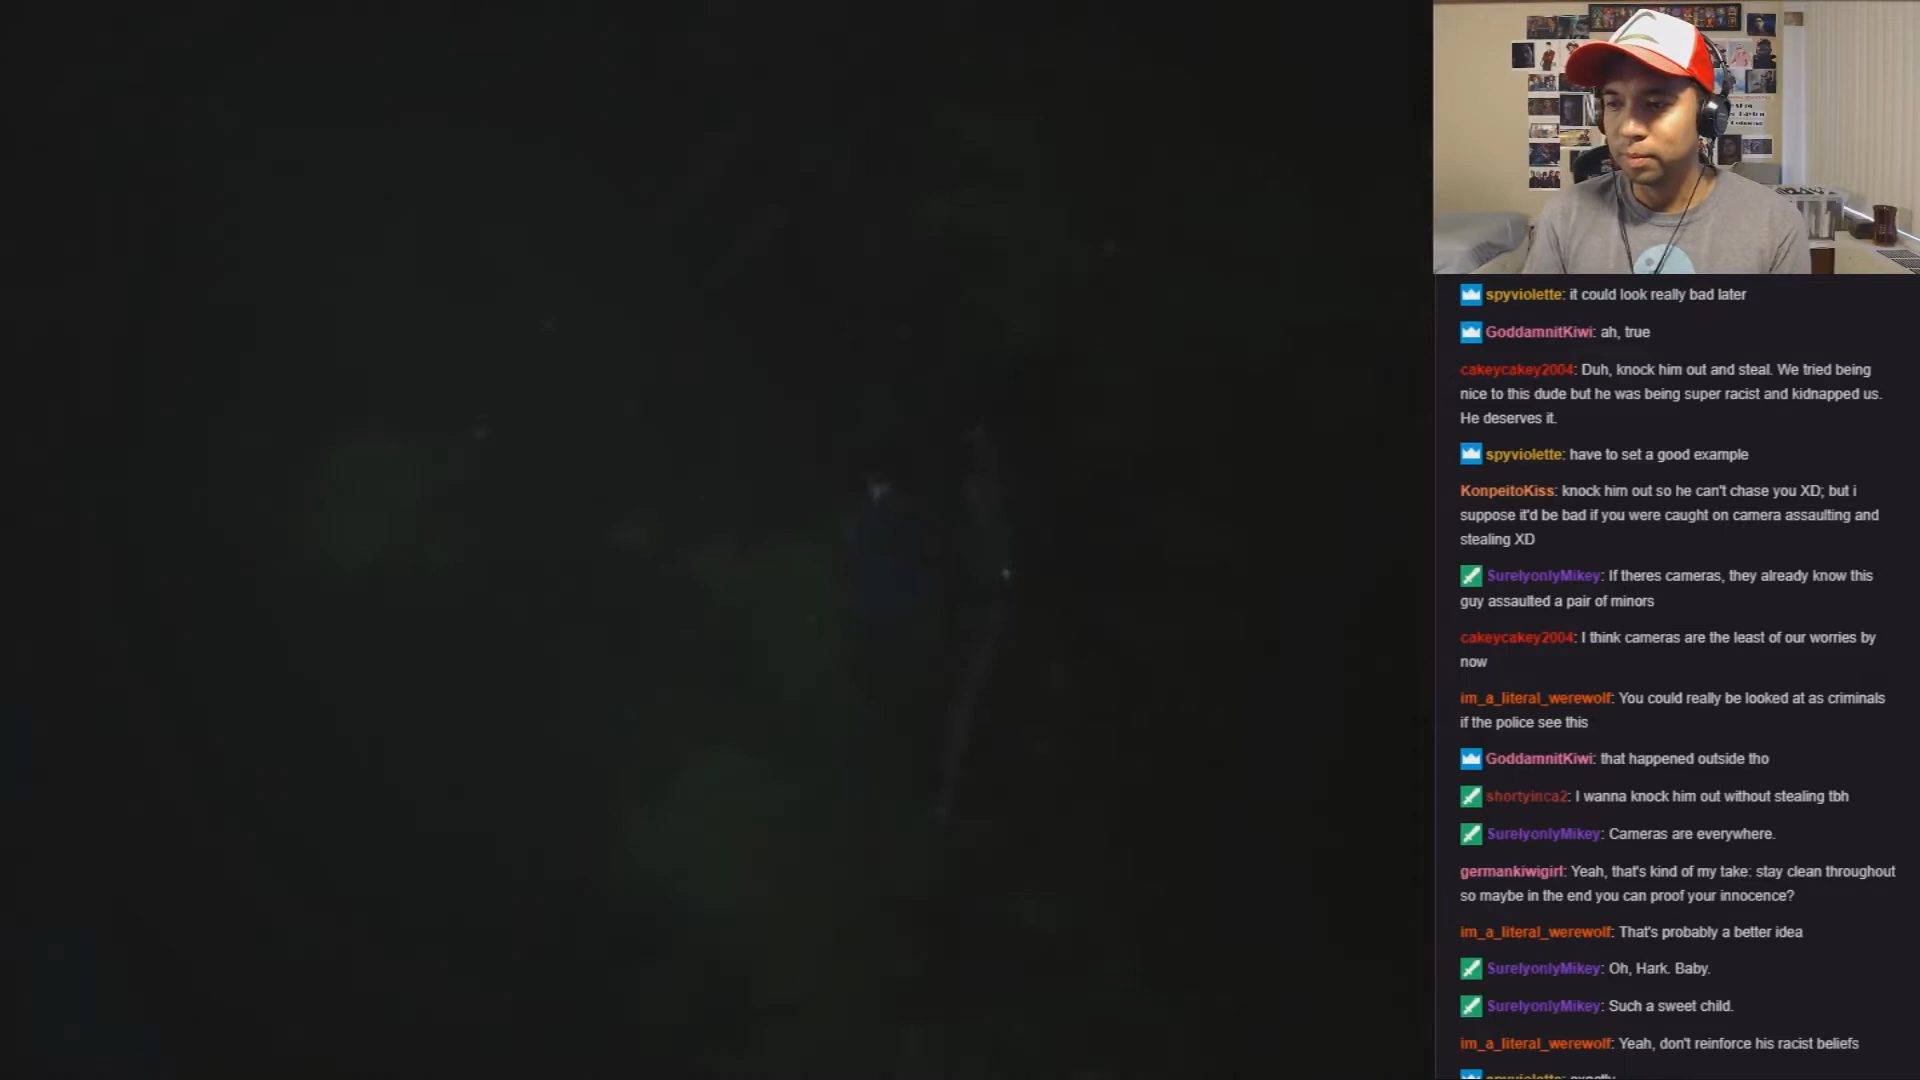 spyviolette: it could look really bad later
GoddamnitKiwi: ah, true
cakeycakey2004: Duh, knock him out and steal. We tried being
nice to this dude but he was being super racist and kidnapped us.
He deserves it.
spyviolette: have to set a good example
KonpeitoKiss: knock him out so he can't chase you XD; but i
suppose it'd be bad if you were caught on camera assaulting and
stealing XD
SurelyonlyMikey: If theres cameras, they already know this
guy assaulted a pair of minors
cakeycakey2004: I think cameras are the least of our worries by
now
im_a_literal_werewolf: You could really be looked at as criminals
if the police see this
GoddamnitKiwi: that happened outside tho
shortyinca2: I wanna knock him out without stealing tbh
SurelyonlyMikey: Cameras are everywhere.
germankiwigirl: Yeah, that's kind of my take: stay clean throughout
so maybe in the end you can proof your innocence?
im_a_literal_werewolf: That's probably a better idea
SurelyonlyMikey: Oh, Hark. Baby.
SurelyonlyMikey: Such a sweet child.
im_a_literal_werewolf: Yeah, don't reinforce his racist beliefs